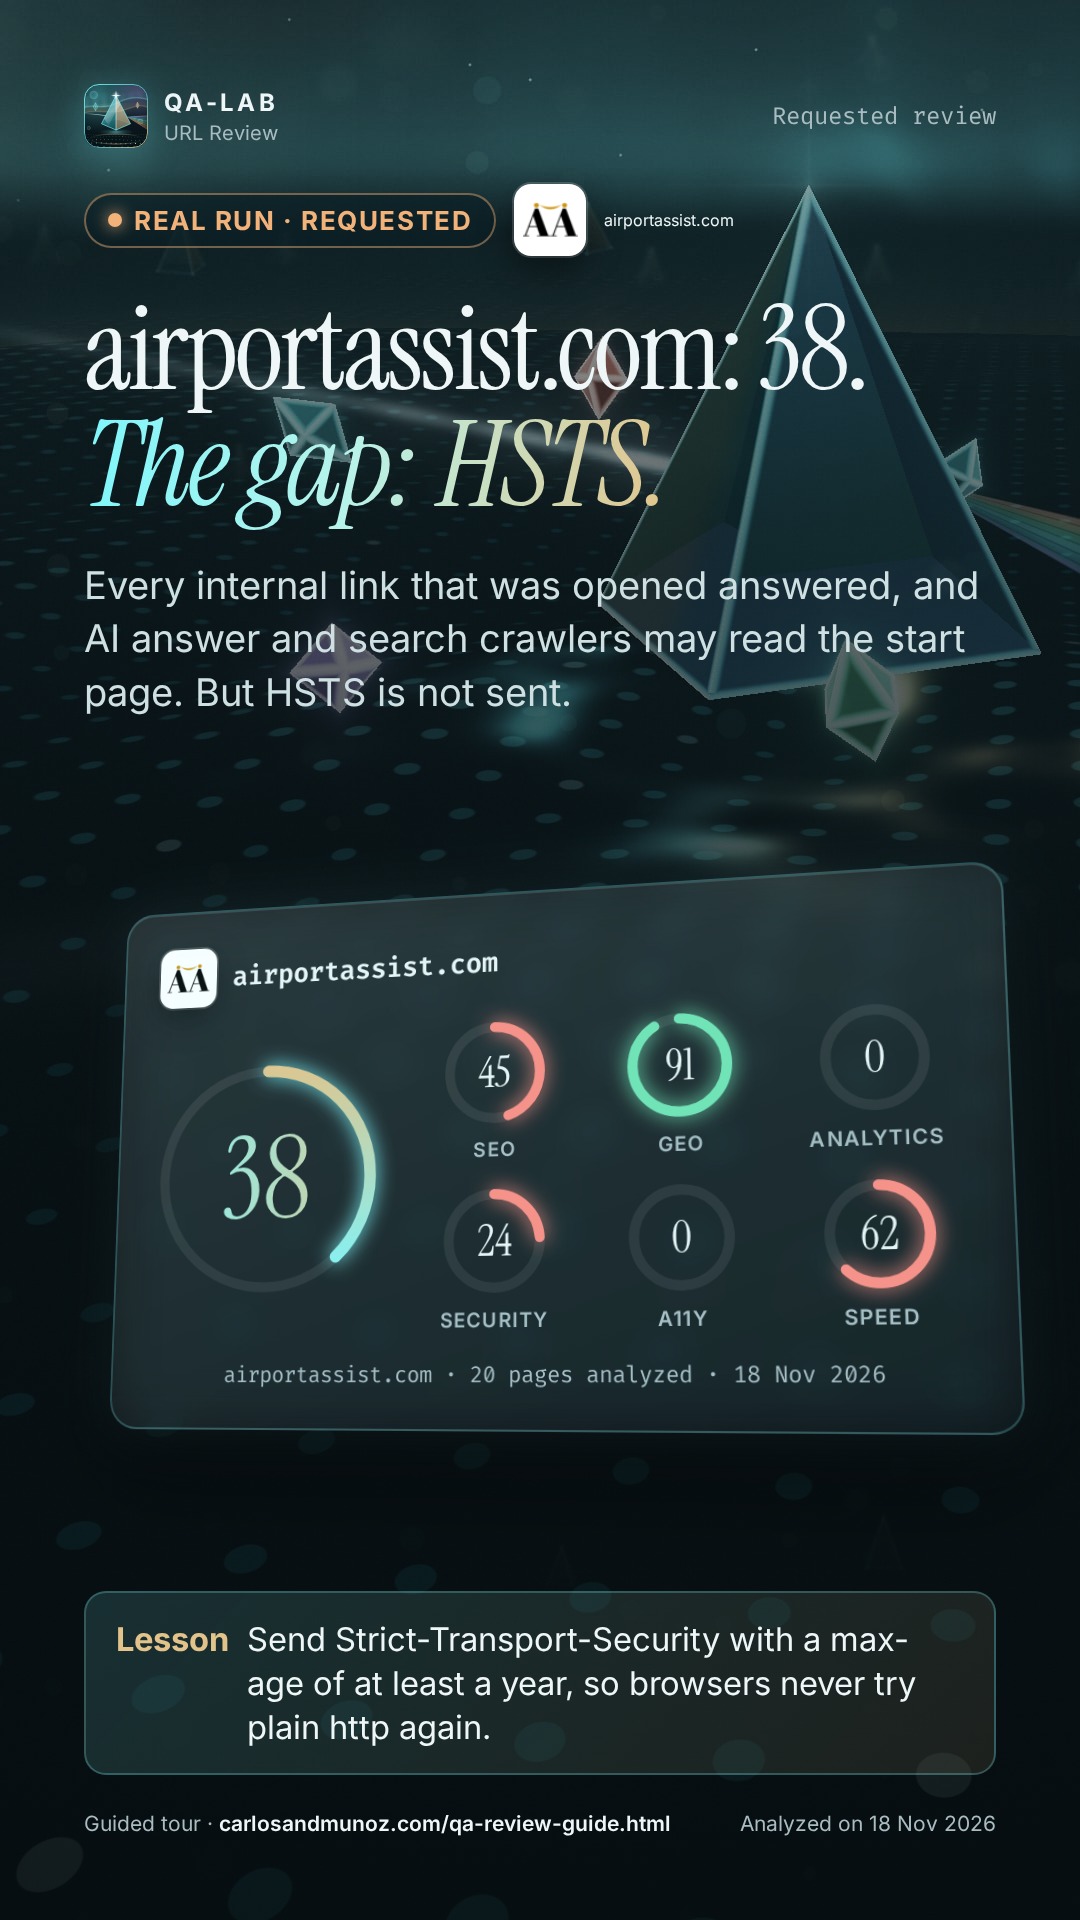 QA-LAB
URL Review
Requested review
REAL RUN · REQUESTED
AA
airportassist.com
airportassist.com: 38.
The gap: HSTS.
Every internal link that was opened answered, and
AI answer and search crawlers may read the start
page. But HSTS is not sent.
AA
airportassist.com
38
45
SEO
91
GEO
0
ANALYTICS
24
SECURITY
0
A11Y
62
SPEED
airportassist.com · 20 pages analyzed · 18 Nov 2026
Lesson
Send Strict-Transport-Security with a max-
age of at least a year, so browsers never try
plain http again.
Guided tour · carlosandmunoz.com/qa-review-guide.html
Analyzed on 18 Nov 2026